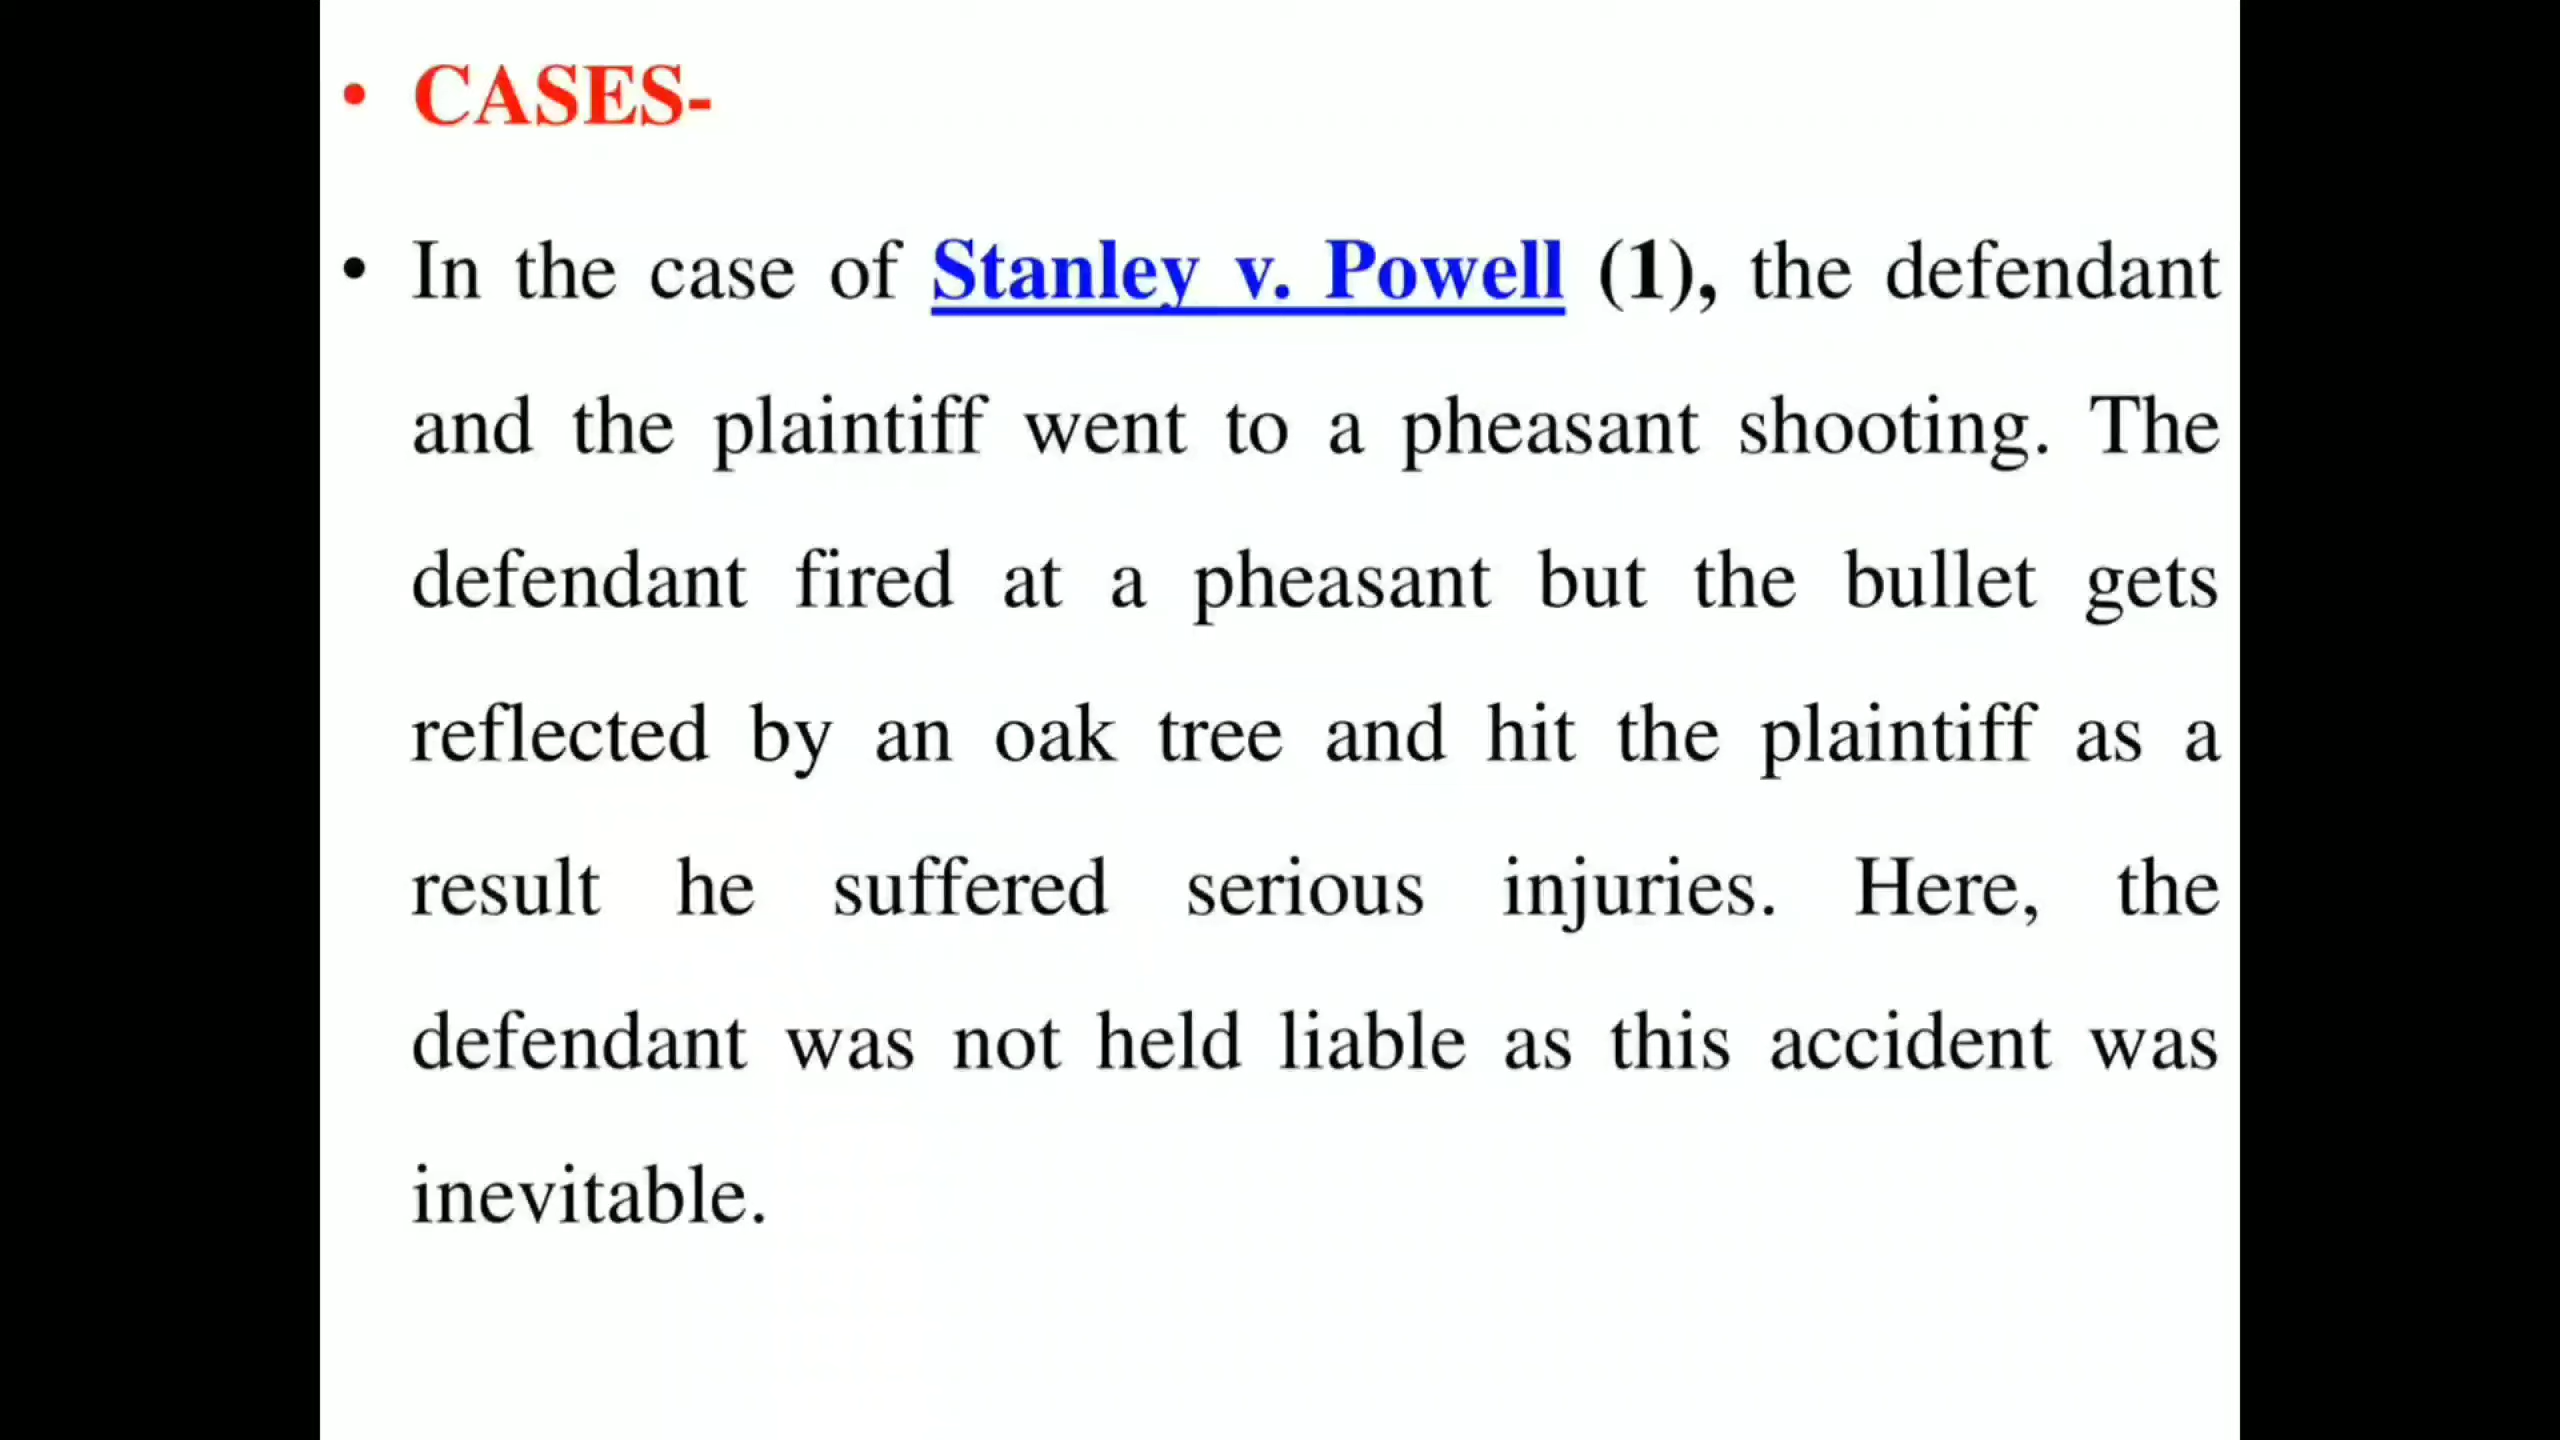 • CASES-
• In the case of Stanley v. Powell (1), the defendant
and the plaintiff went to a pheasant shooting. The
defendant fired at a pheasant but the bullet gets
reflected by an oak tree and hit the plaintiff as a
result he suffered serious injuries. Here, the
defendant was not held liable as this accident was
inevitable.